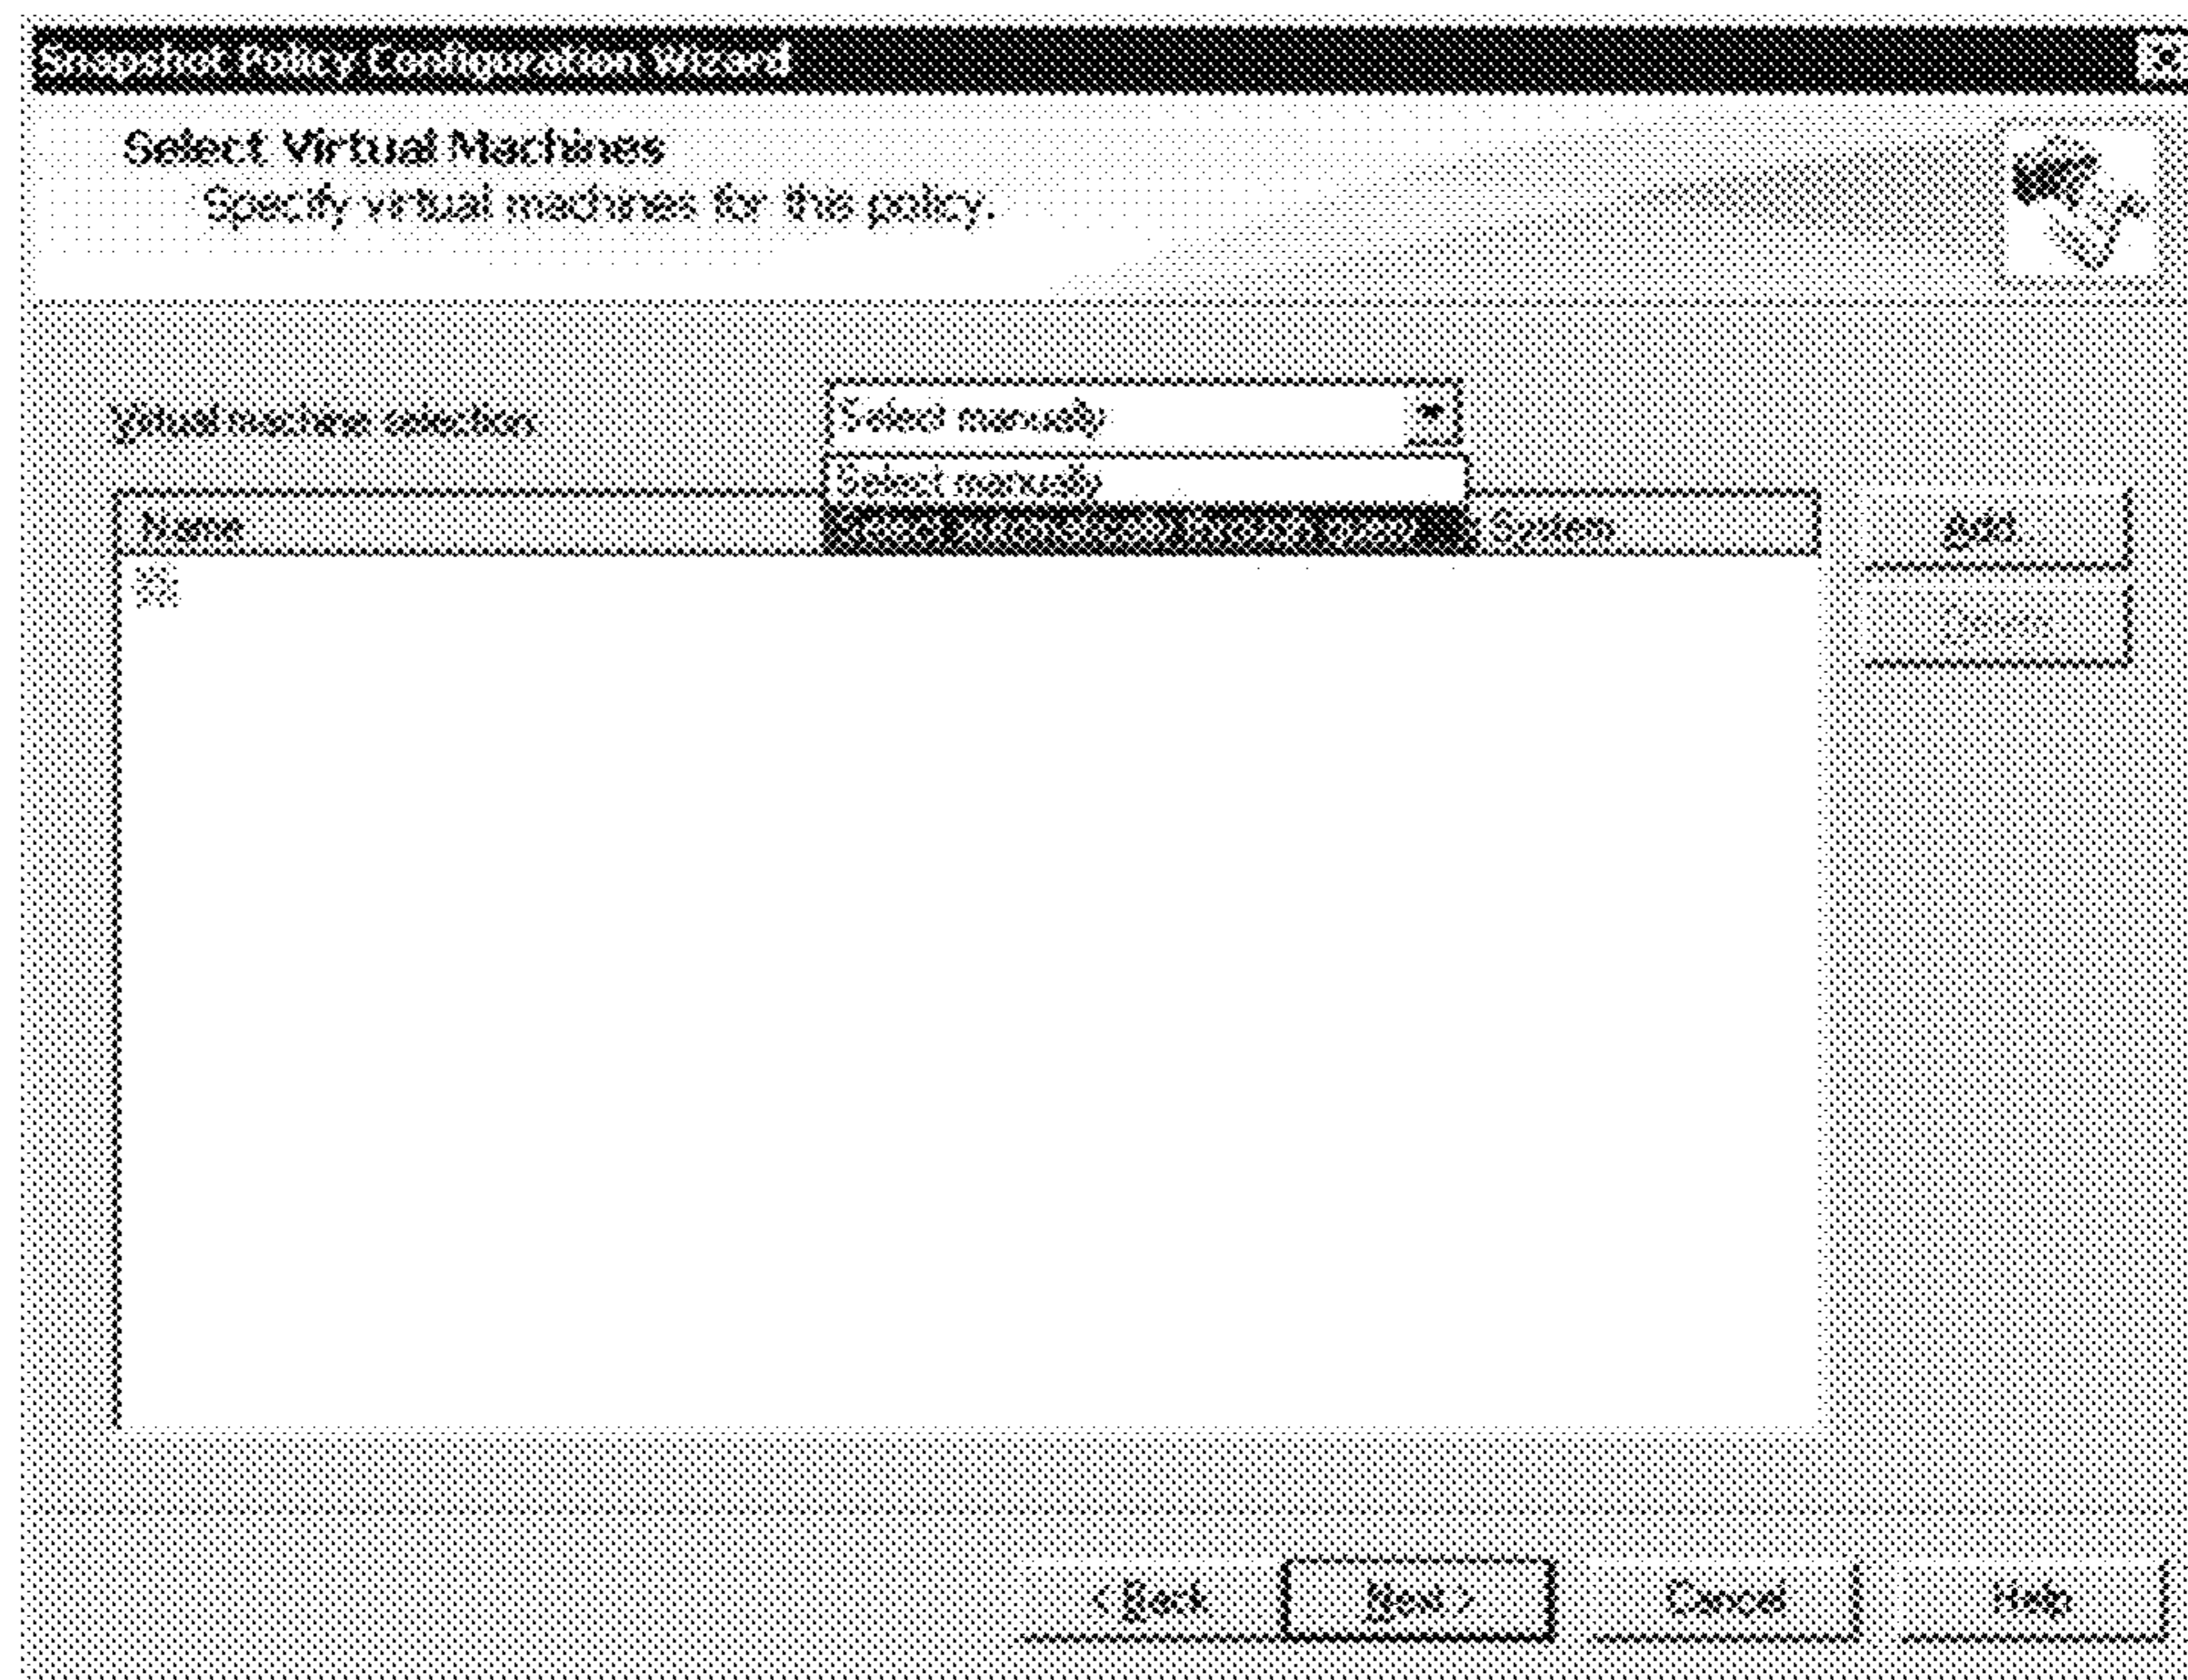 Snapshot Policy Configuration Wizard
Select Virtual Machines
Specify virtual machines for this policy.
Virtual machine selection:
Select manually
Select manually
Name
System
Add...
< Back
Next >
Cancel
Help